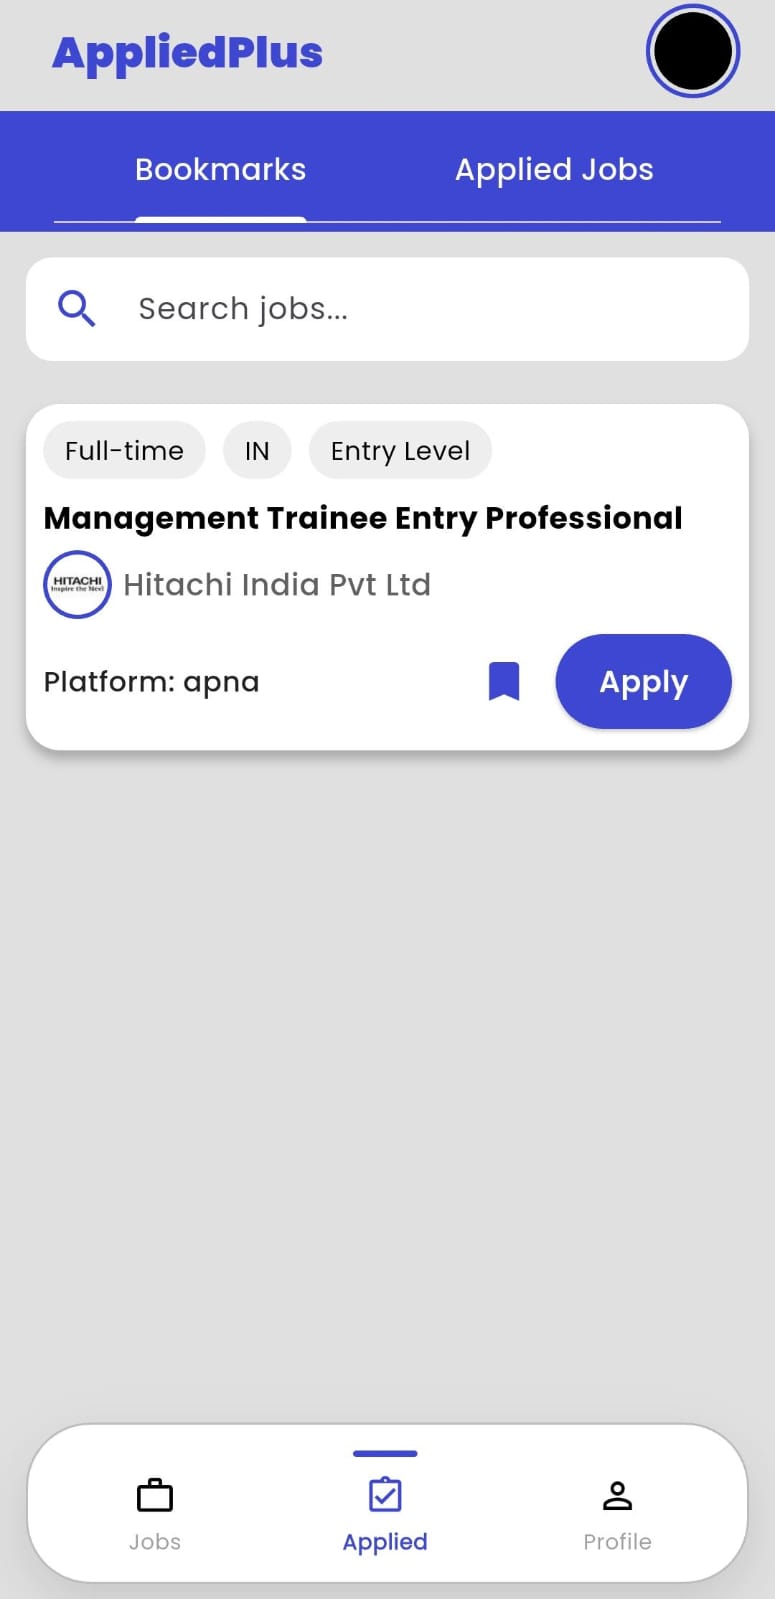 AppliedPlus
Bookmarks Applied Jobs
Search jobs...
Full-time IN Entry Level
Management Trainee Entry Professional
HITACHI
Inspire the Next
Hitachi India Pvt Ltd
Platform: apna Apply
Jobs Applied Profile